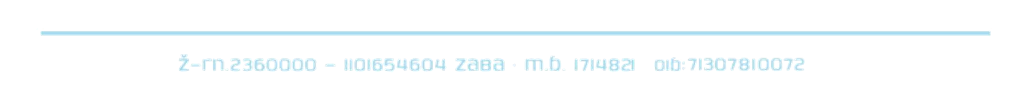 ž-rn.2360000 - 1101654604 zaBa · m.b. 1714821 oib:71307810072